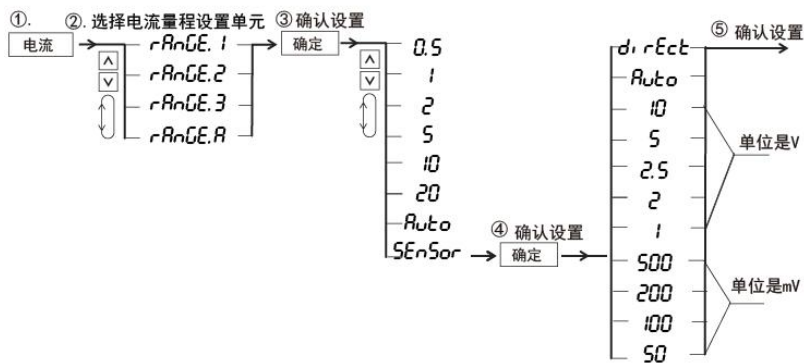 ①.
② . 选择电流量程设置单元
③ 确认设置
电流
rAnGE.1
rAnGE.2
rAnGE.3
rAnGE.A
确定
0.5
1
2
5
10
20
Auto
SEnSor
④ 确认设置
确定
dirEct
Auto
10
5
2.5
2
1
500
200
100
50
⑤ 确认设置
单位是V
单位是mV